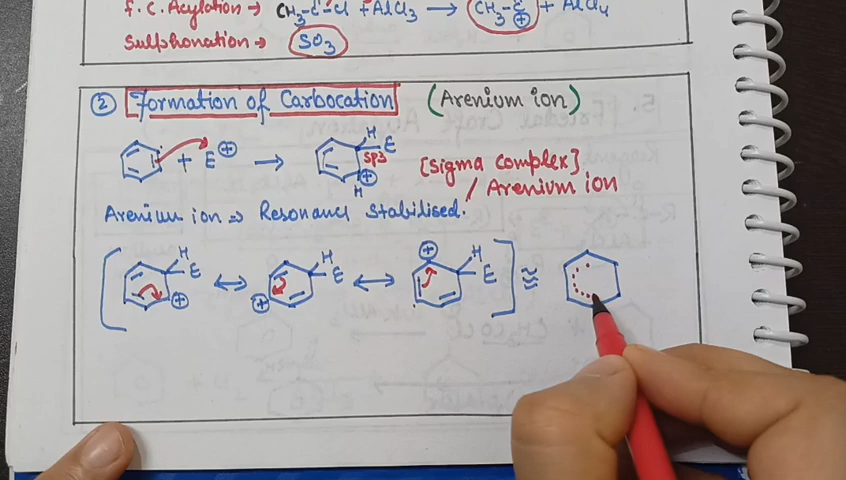 F.C. Acylation → CH₃-C-Cl + AlCl₃ → CH₃-C⊕ + AlCl₄
Sulphonation → SO₃
② Formation of Carbocation (Arenium ion)
+ E⊕ → H E sp3 ⊕ H [Sigma Complex]
/ Arenium ion
Arenium ion ⇒ Resonance Stabilised.
H E ⊕ ↔ H E ⊕ ↔ ⊕ H E ≈